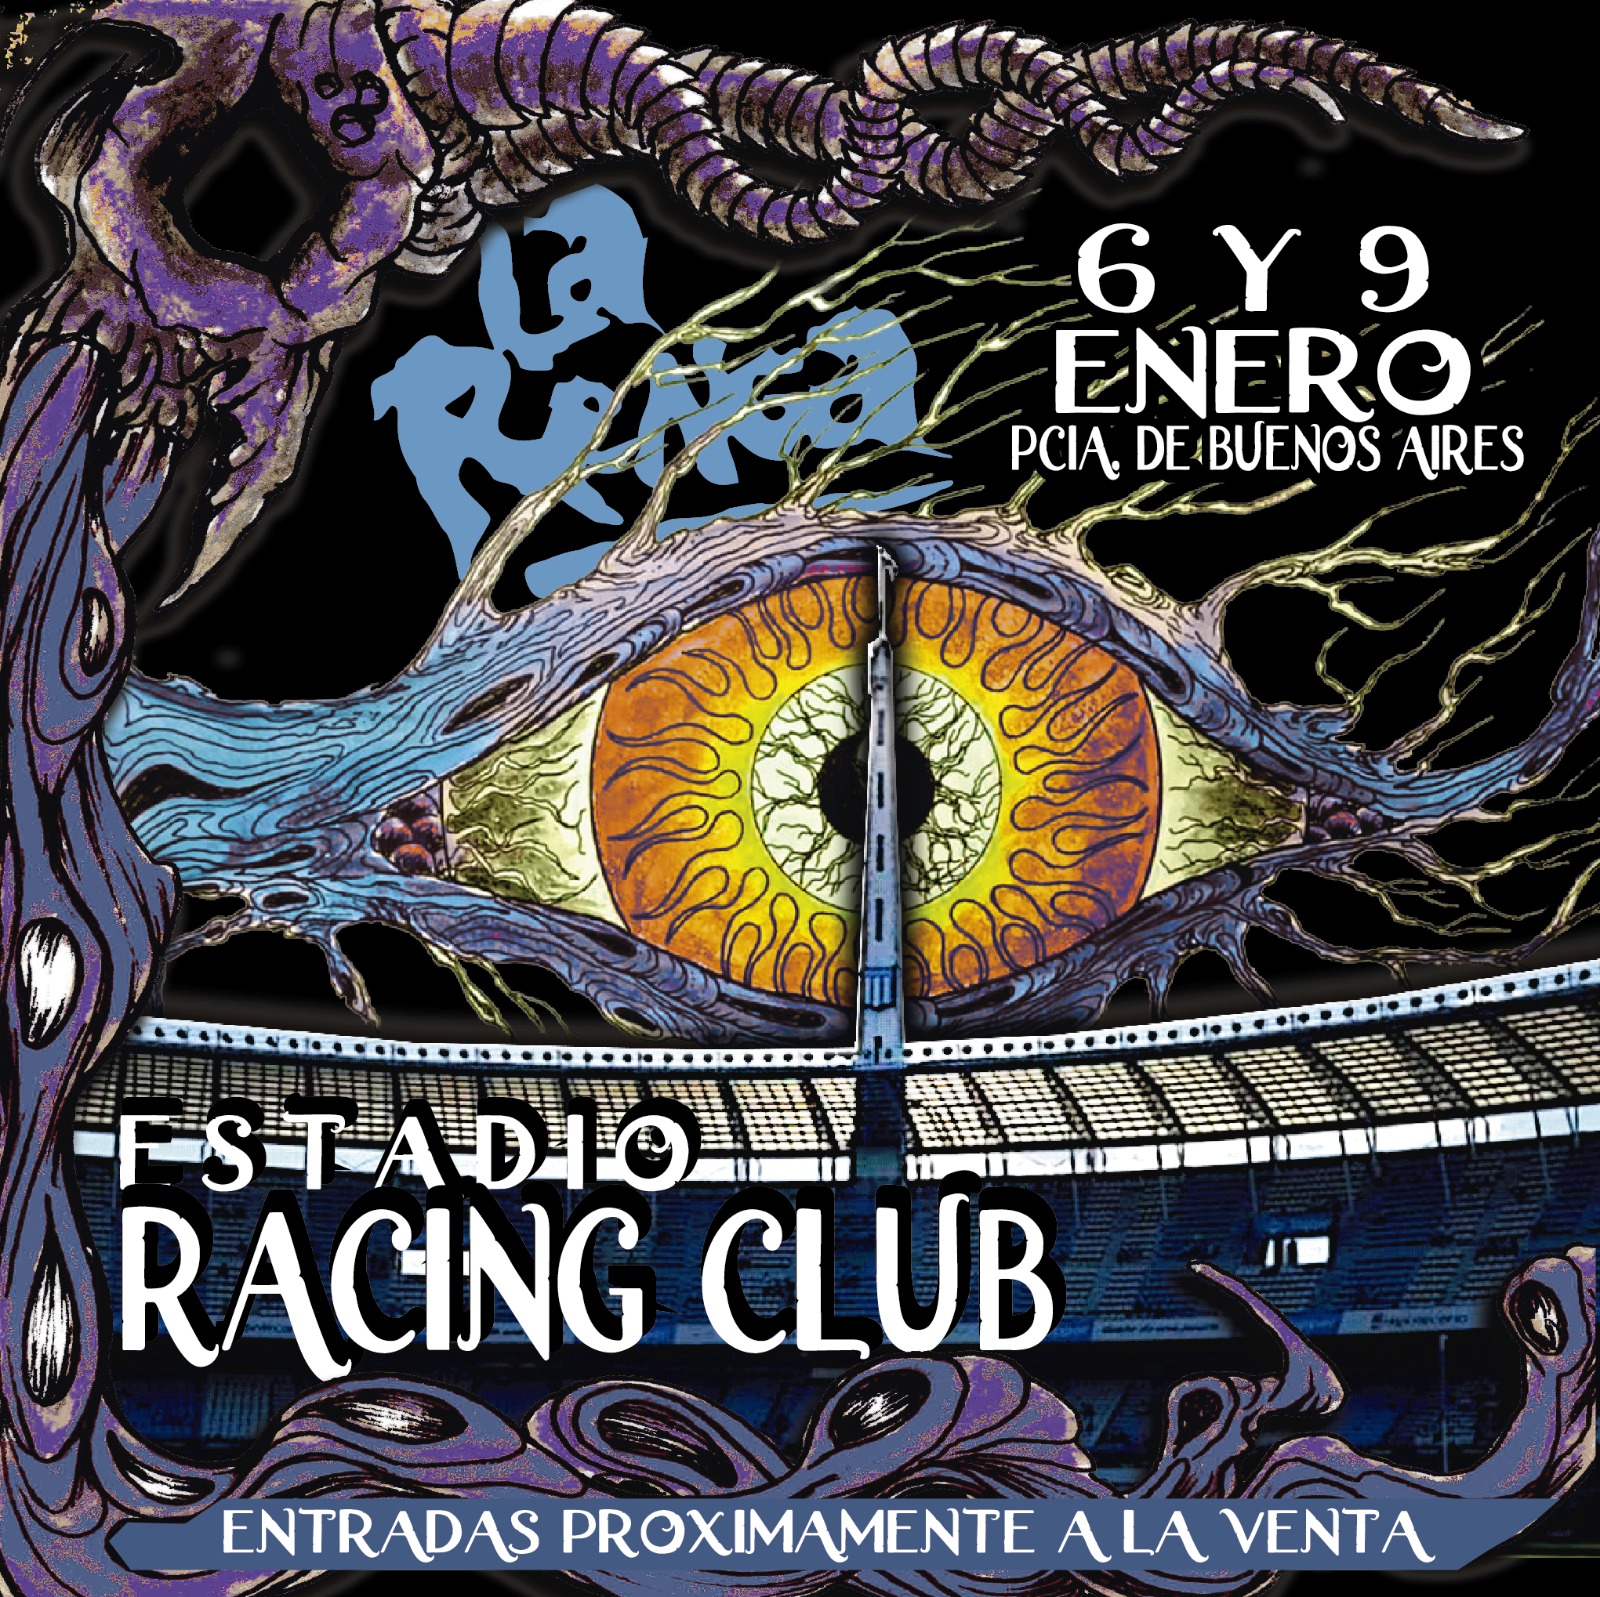 La
Renga
6 Y 9
ENERO
PCIA. DE BUENOS AIRES
ESTADIO
RACING CLUB
ENTRADAS PROXIMAMENTE A LA VENTA